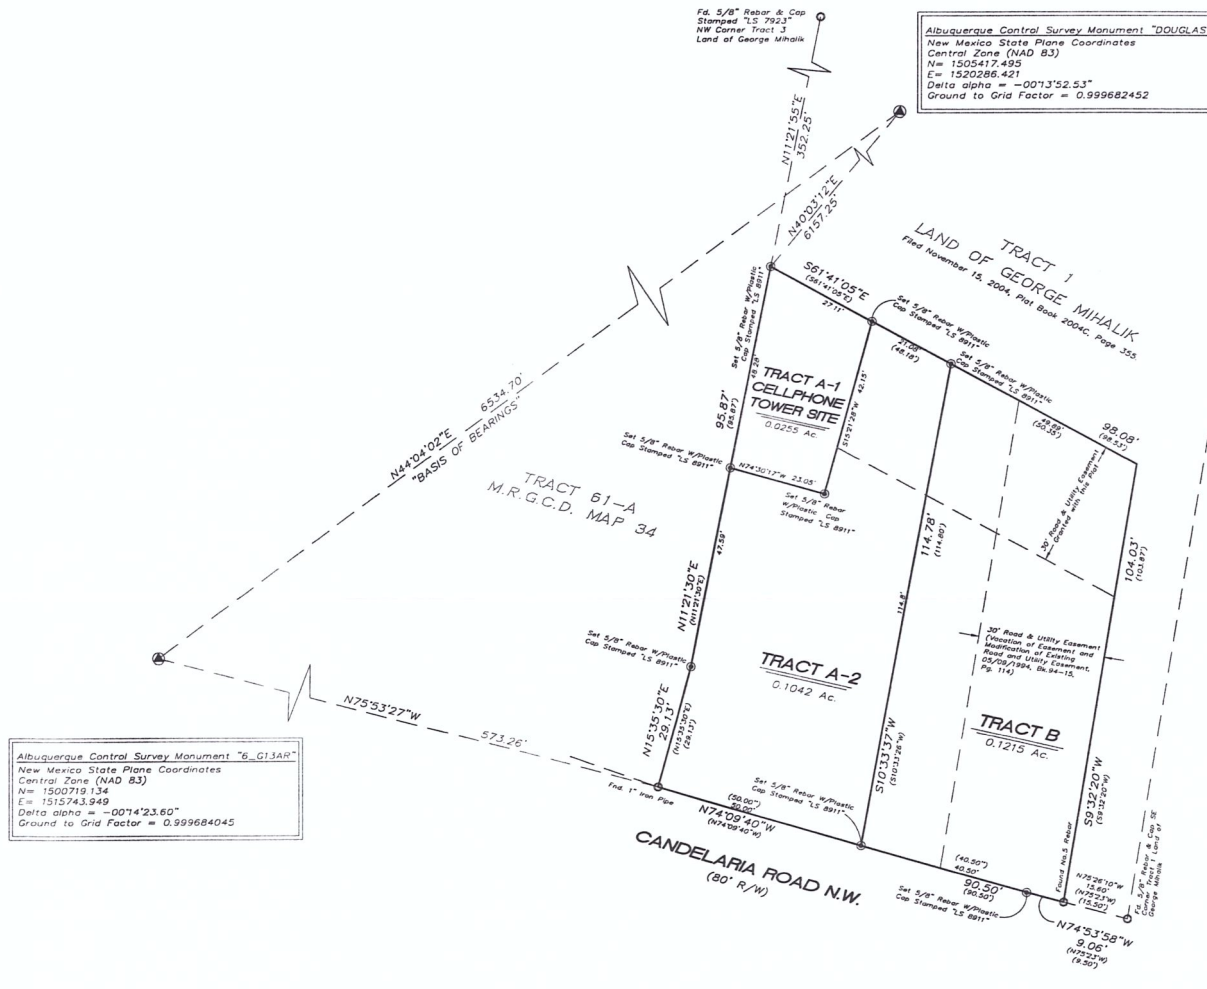 Fd. 5/8" Rebar & Cap
Stamped "LS 7923"
NW Corner Tract 3
Land of George Mihalik
Albuquerque Control Survey Monument "DOUGLAS
New Mexico State Plane Coordinates
Central Zone (NAD 83)
N= 1505417.495
E= 1520286.421
Delta alpha = -00°13'52.53"
Ground to Grid Factor = 0.999682452
N11°21'55"E
352.25'
N40°03'12"E
6157.25'
TRACT 1
LAND OF GEORGE MIHALIK
Filed November 15, 2004, Plat Book 2004C, Page 355
S61°41'05"E
(S61°41'05"E)
27.11'
Set 5/8" Rebar W/Plastic
Cap Stamped "LS 8911"
21.08'
(48.18')
Set 5/8" Rebar W/Plastic
Cap Stamped "LS 8911"
Set 5/8" Rebar W/Plastic
Cap Stamped "LS 8911"
48.28'
95.87'
(95.87')
TRACT A-1
CELLPHONE
TOWER SITE
0.0255 Ac.
42.15'
S15°21'28"W
49.89'
(50.35')
98.08'
(98.53')
30' Road & Utility Easement
Granted with this Plat
6534.70'
N44°04'02"E
"BASIS OF BEARINGS"
Set 5/8" Rebar W/Plastic
Cap Stamped "LS 8911"
N74°30'17"W 23.05'
Set 5/8" Rebar
W/Plastic Cap
Stamped "LS 8911"
TRACT 61-A
M.R.G.C.D. MAP 34
114.78'
(114.80')
114.8'
104.03'
(103.87')
47.59'
N11°21'30"E
(N11°21'30"E)
Set 5/8" Rebar W/Plastic
Cap Stamped "LS 8911"
30' Road & Utility Easement
(Vacation of Easement and
Modification of Existing
Road and Utility Easement,
05/09/1994, Bk.94-15,
Pg. 114)
TRACT A-2
0.1042 Ac.
TRACT B
0.1215 Ac.
N15°35'30"E
29.13'
(N15°35'30"E)
(29.13')
N75°53'27"W
573.26'
S10°33'37"W
(S10°33'26"W)
S9°32'20"W
(S9°32'20"W)
Albuquerque Control Survey Monument "6_G13AR"
New Mexico State Plane Coordinates
Central Zone (NAD 83)
N= 1500719.134
E= 1515743.949
Delta alpha = -00°14'23.60"
Ground to Grid Factor = 0.999684045
Fnd. 1" Iron Pipe
(50.00')
50.00'
N74°09'40"W
(N74°09'40"W)
Set 5/8" Rebar W/Plastic
Cap Stamped "LS 8911"
CANDELARIA ROAD N.W.
(80' R/W)
(40.50')
40.50'
90.50'
(90.50')
Set 5/8" Rebar W/Plastic
Cap Stamped "LS 8911"
Found No.5 Rebar
N75°26'10"W
15.60'
(N75°23'W)
(15.50')
Fd. 5/8" Rebar & Cap SE
Corner Tract 1 Land of
George Mihalik
N74°53'58"W
9.06'
(N75°23'W)
(9.50')